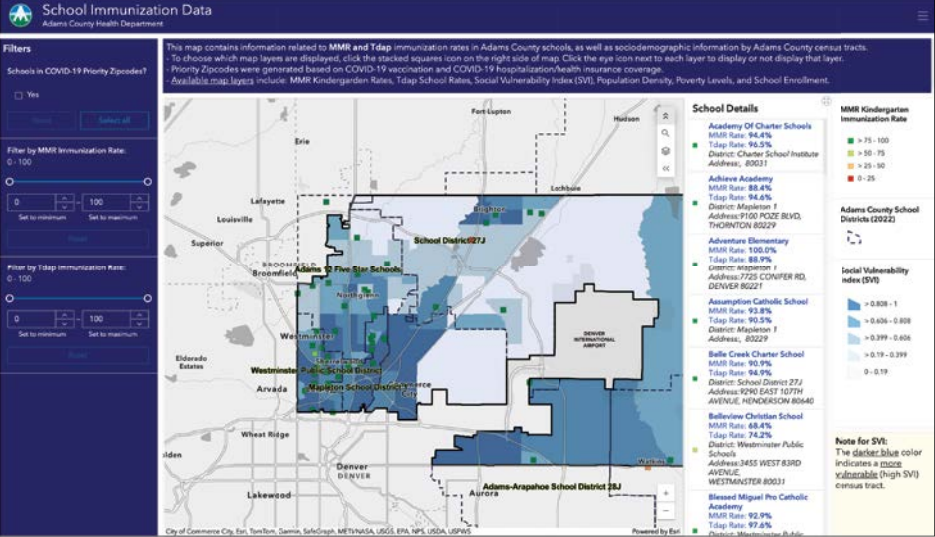 School Immunization Data
Adams County Health Department
Filters
Schools in COVID-19 Priority Zipcodes?
Yes
Select all
Filter by MMR Immunization Rate:
0 - 100
0 - 100
Set to minimum Set to maximum
Reset
Filter by Tdap Immunization Rate:
0 - 100
0 - 100
Set to minimum Set to maximum
Reset
This map contains information related to MMR and Tdap immunization rates in Adams County schools, as well as sociodemographic information by Adams County census tracts.
- To choose which map layers are displayed, click the stacked squares icon on the right side of map. Click the eye icon next to each layer to display or not display that layer.
- Priority Zipcodes were generated based on COVID-19 vaccination and COVID-19 hospitalization/health insurance coverage.
- Available map layers include: MMR Kindergarden Rates, Tdap School Rates, Social Vulnerability Index (SVI), Population Density, Poverty Levels, and School Enrollment.
Fort Lupton
Hudson
Erie
Lochbuie
Lafayette
Brighton
Louisville
School District 27J
Superior
BROOMFIELD
Broomfield
Adams 12 Five Star Schools
Northglenn
Westminster
DENVER
INTERNATIONAL
AIRPORT
Eldorado
Estates
Sherrelwood
Westminster Public School District
Arvada
Mapleton School District 1
Commerce
City
Wheat Ridge
Golden
Watkins
Denver
DENVER
Adams-Arapahoe School District 28J
Lakewood
Aurora
City of Commerce City, Esri, TomTom, Garmin, SafeGraph, METI/NASA, USGS, EPA, NPS, USDA, USFWS
Powered by Esri
School Details
Academy Of Charter Schools
MMR Rate: 94.4%
Tdap Rate: 96.5%
District: Charter School Institute
Address:, 80031
Achieve Academy
MMR Rate: 88.4%
Tdap Rate: 94.6%
District: Mapleton 1
Address:9100 POZE BLVD,
THORNTON 80229
Adventure Elementary
MMR Rate: 100.0%
Tdap Rate: 88.9%
District: Mapleton 1
Address:7725 CONIFER RD,
DENVER 80221
Assumption Catholic School
MMR Rate: 93.8%
Tdap Rate: 90.5%
District: Mapleton 1
Address:, 80229
Belle Creek Charter School
MMR Rate: 90.9%
Tdap Rate: 94.9%
District: School District 27J
Address:9290 EAST 107TH
AVENUE, HENDERSON 80640
Belleview Christian School
MMR Rate: 68.4%
Tdap Rate: 74.2%
District: Westminster Public
Schools
Address:3455 WEST 83RD
AVENUE,
WESTMINSTER 80031
Blessed Miguel Pro Catholic
Academy
MMR Rate: 92.9%
Tdap Rate: 97.6%
District: Westminster Public
MMR Kindergarten
Immunization Rate
> 75 - 100
> 50 - 75
> 25 - 50
0 - 25
Adams County School
Districts (2022)
Social Vulnerability
Index (SVI)
> 0.808 - 1
> 0.606 - 0.808
> 0.399 - 0.606
> 0.19 - 0.399
0 - 0.19
Note for SVI:
The darker blue color
indicates a more
vulnerable (high SVI)
census tract.